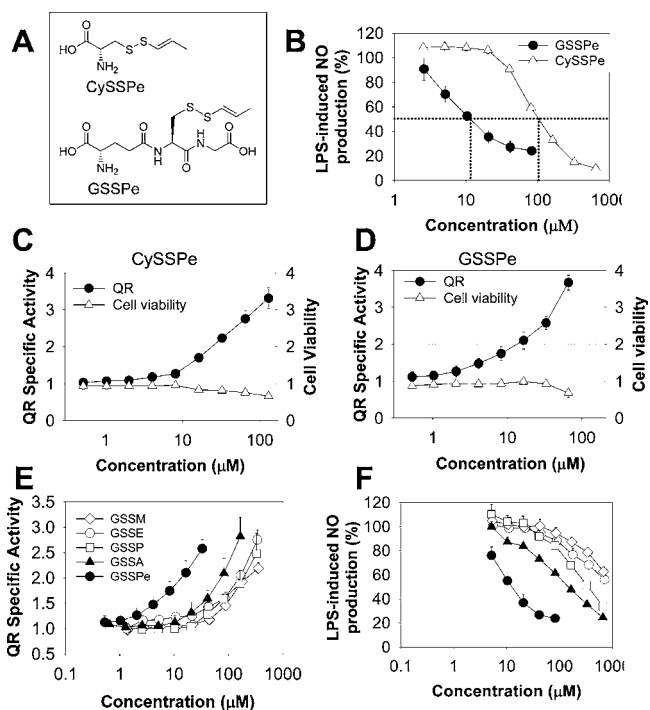 A
HO
O
S
S
NH₂
CySSPe
S
S
O
O
H
N
HO
OH
NH₂
N
H
O
O
GSSPe
B
GSSPe
CySSPe
LPS-induced NO
production (%)
120
100
80
60
40
20
0
1
10
100
1000
Concentration (µM)
C
CySSPe
QR
Cell viability
QR Specific Activity
4
3
2
1
0
4
3
2
1
0
Cell Viability
1
10
100
Concentration (µM)
D
GSSPe
QR
Cell viability
QR Specific Activity
4
3
2
1
0
4
3
2
1
0
Cell Viability
1
10
100
Concentration (µM)
E
GSSM
GSSE
GSSP
GSSA
GSSPe
QR Specific Activity
3.5
3.0
2.5
2.0
1.5
1.0
0.5
0.1
1
10
100
1000
Concentration (µM)
F
LPS-induced NO
production (%)
120
100
80
60
40
20
0
0.1
1
10
100
1000
Concentration (µM)